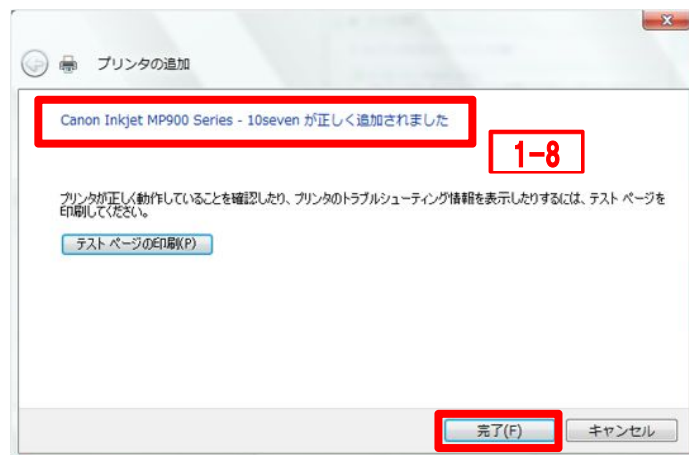 プリンタの追加
Canon Inkjet MP900 Series - 10seven が正しく追加されました
1-8
プリンタが正しく動作していることを確認したり、プリンタのトラブルシューティング情報を表示したりするには、テスト ページを
印刷してください。
テスト ページの印刷(P)
完了(F)
キャンセル